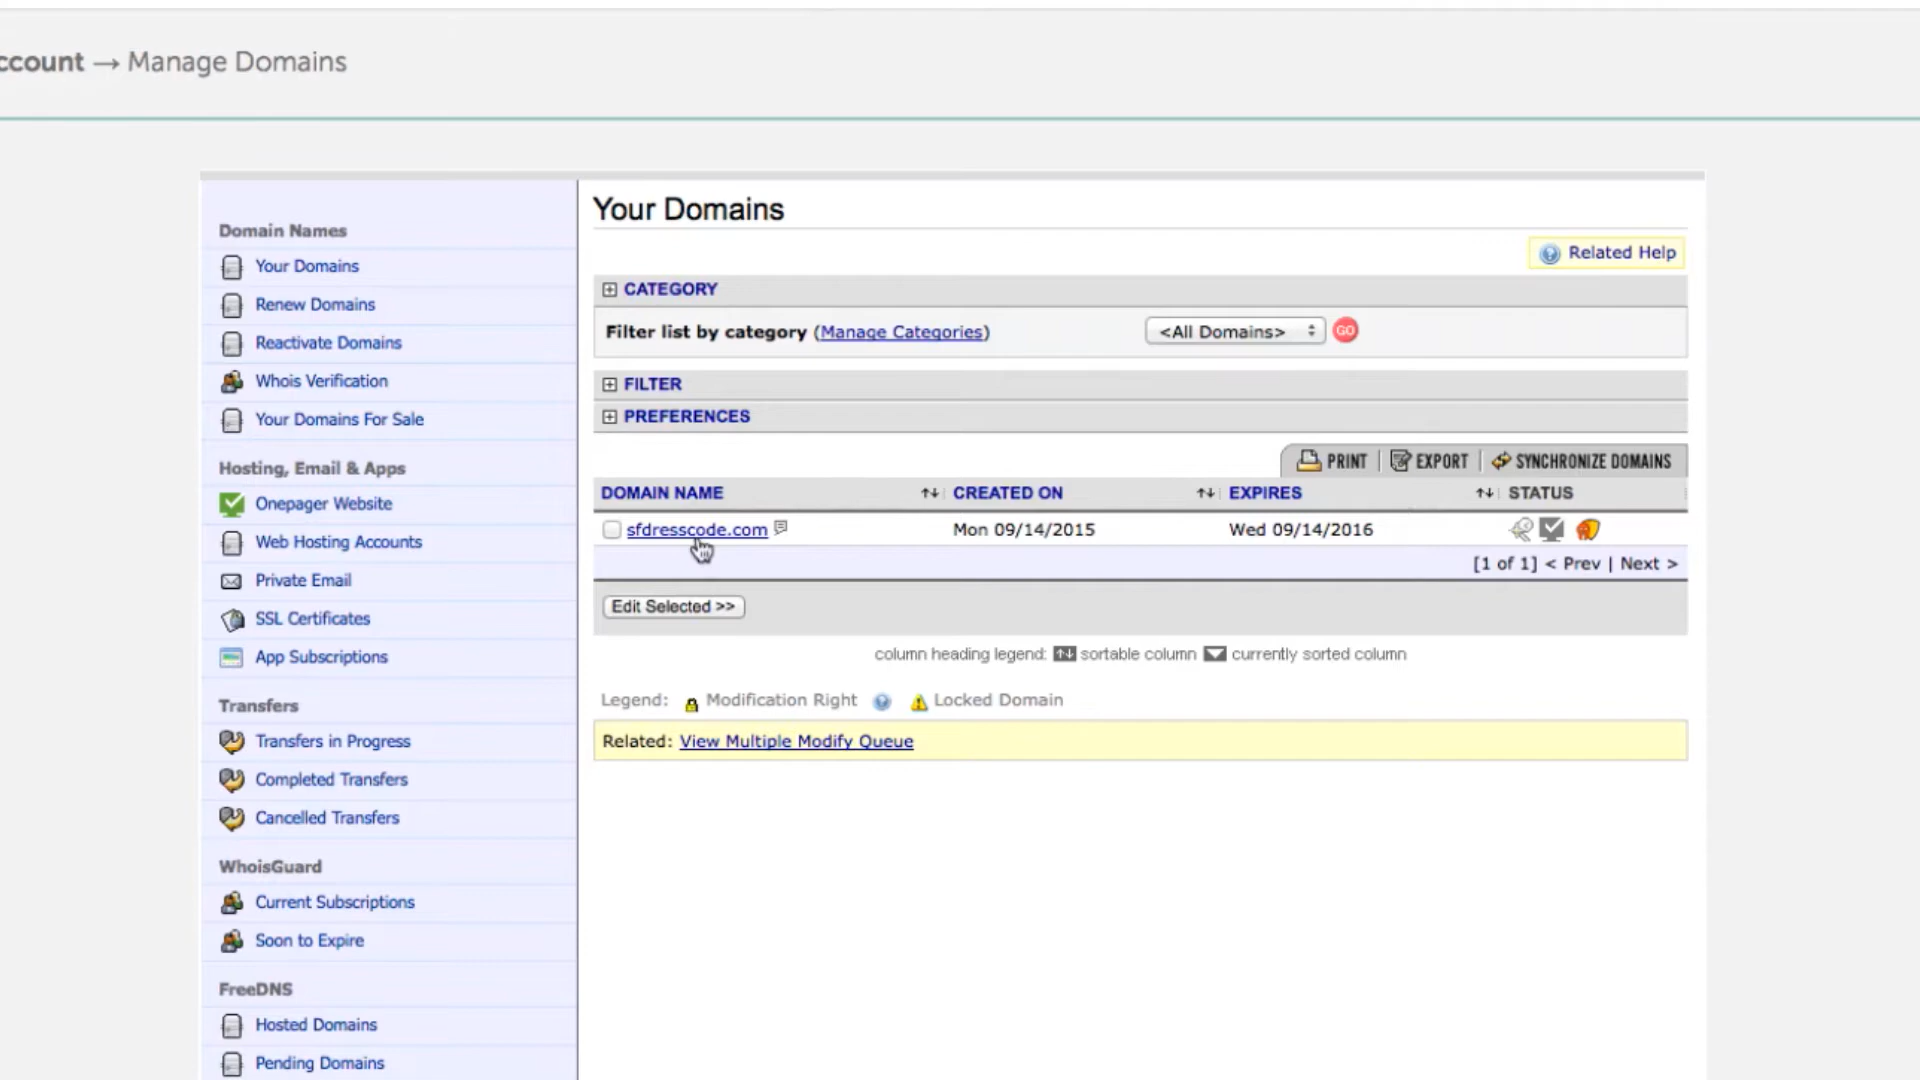 ccount → Manage Domains
Your Domains
Related Help
Domain Names
Your Domains
Renew Domains
Reactivate Domains
Whois Verification
Your Domains For Sale
Hosting, Email & Apps
Onepager Website
Web Hosting Accounts
Private Email
SSL Certificates
App Subscriptions
Transfers
Transfers in Progress
Completed Transfers
Cancelled Transfers
WhoisGuard
Current Subscriptions
Soon to Expire
FreeDNS
Hosted Domains
Pending Domains
CATEGORY
Filter list by category (Manage Categories) <All Domains> GO
FILTER
PREFERENCES
PRINT | EXPORT | SYNCHRONIZE DOMAINS
DOMAIN NAME CREATED ON EXPIRES STATUS
sfdresscode.com Mon 09/14/2015 Wed 09/14/2016
[1 of 1] < Prev | Next >
Edit Selected >>
column heading legend: sortable column currently sorted column
Legend: Modification Right Locked Domain
Related: View Multiple Modify Queue